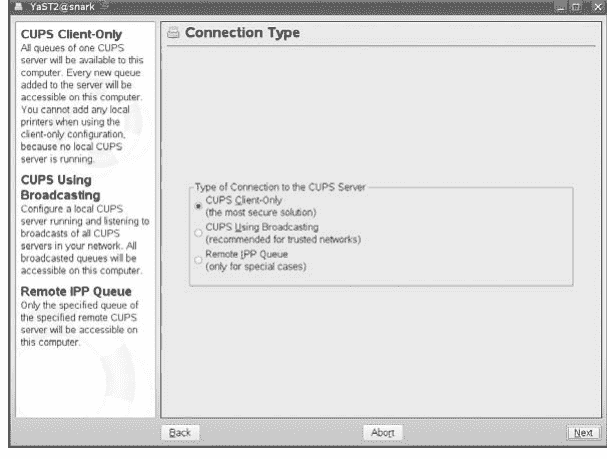 YaST2@snark
CUPS Client-Only
All queues of one CUPS
server will be available to this
computer. Every new queue
added to the server will be
accessible on this computer.
You cannot add any local
printers when using the
client-only configuration,
because no local CUPS
server is running.
CUPS Using
Broadcasting
Configure a local CUPS
server running and listening to
broadcasts of all CUPS
servers in your network. All
broadcasted queues will be
accessible on this computer.
Remote IPP Queue
Only the specified queue of
the specified remote CUPS
server will be accessible on
this computer.
Connection Type
Type of Connection to the CUPS Server
CUPS Client-Only
(the most secure solution)
CUPS Using Broadcasting
(recommended for trusted networks)
Remote IPP Queue
(only for special cases)
Back
Abort
Next